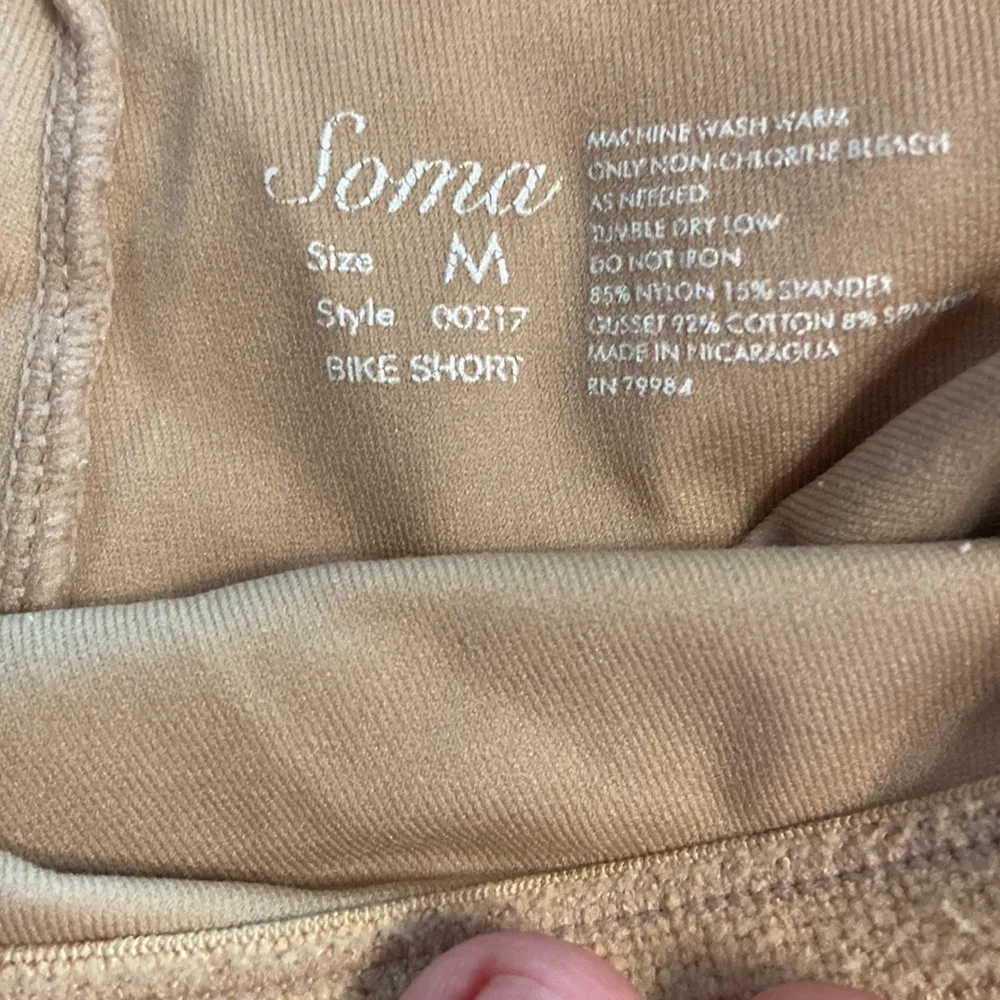 Soma
Size M
Style 00217
BIKE SHORT
MACHINE WASH WARM
ONLY NON-CHLORINE BLEACH
AS NEEDED
TUMBLE DRY LOW
DO NOT IRON
85% NYLON 15% SPANDEX
GUSSET 92% COTTON 8%
MADE IN NICARAGUA
RN 79984